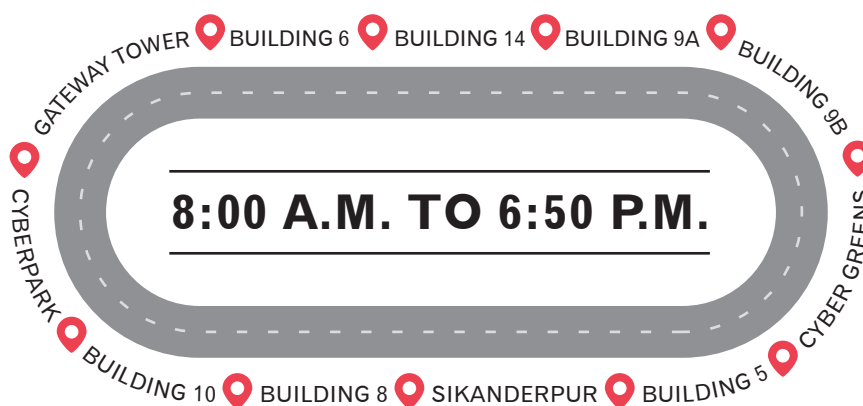 GATEWAY TOWER
BUILDING 6
BUILDING 14
BUILDING 9A
BUILDING 9B
CYBER GREENS
8:00 A.M. TO 6:50 P.M.
CYBERPARK
BUILDING 10
BUILDING 8
SIKANDERPUR
BUILDING 5